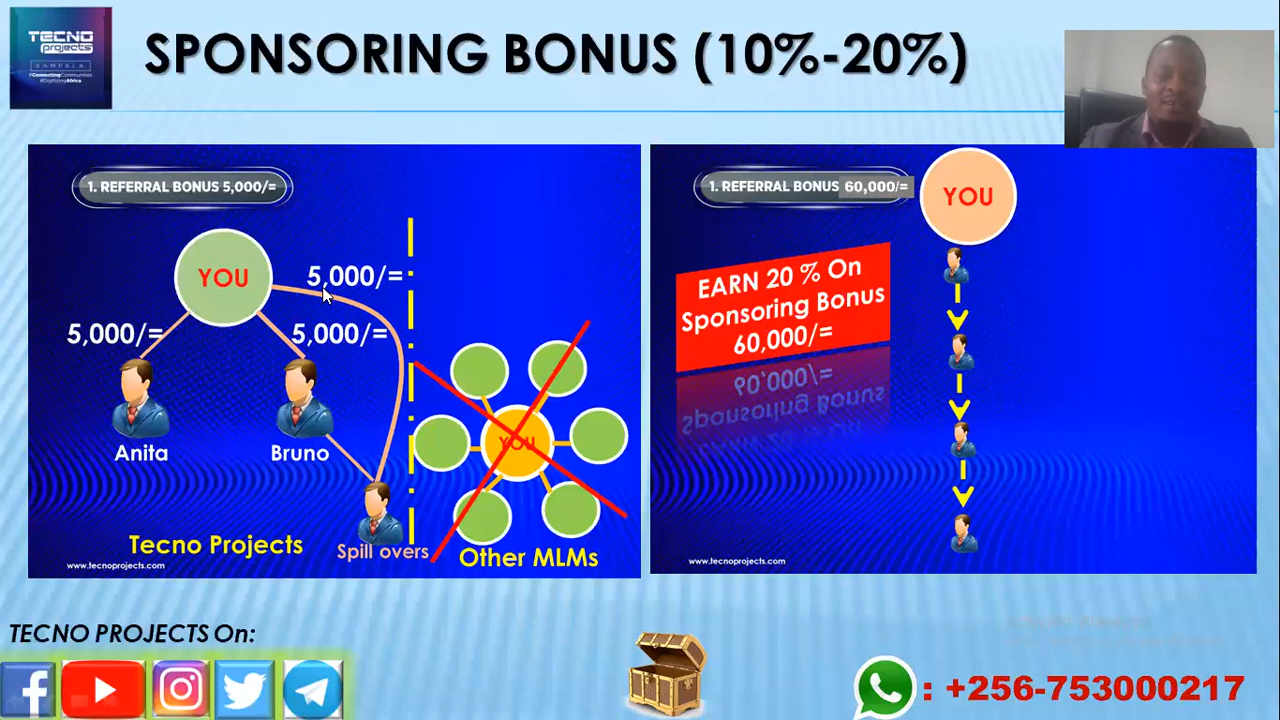 TECNO
projects
KAMPALA
#ConnectingCommunities
#DigitizingAfrica
SPONSORING BONUS (10%-20%)
1. REFERRAL BONUS 5,000/=
YOU
5,000/=
5,000/=
5,000/=
Anita
Bruno
Spill overs
Tecno Projects
www.tecnoprojects.com
YOU
Other MLMs
1. REFERRAL BONUS 60,000/=
YOU
EARN 20 % On
Sponsoring Bonus
60,000/=
www.tecnoprojects.com
TECNO PROJECTS On:
: +256-753000217